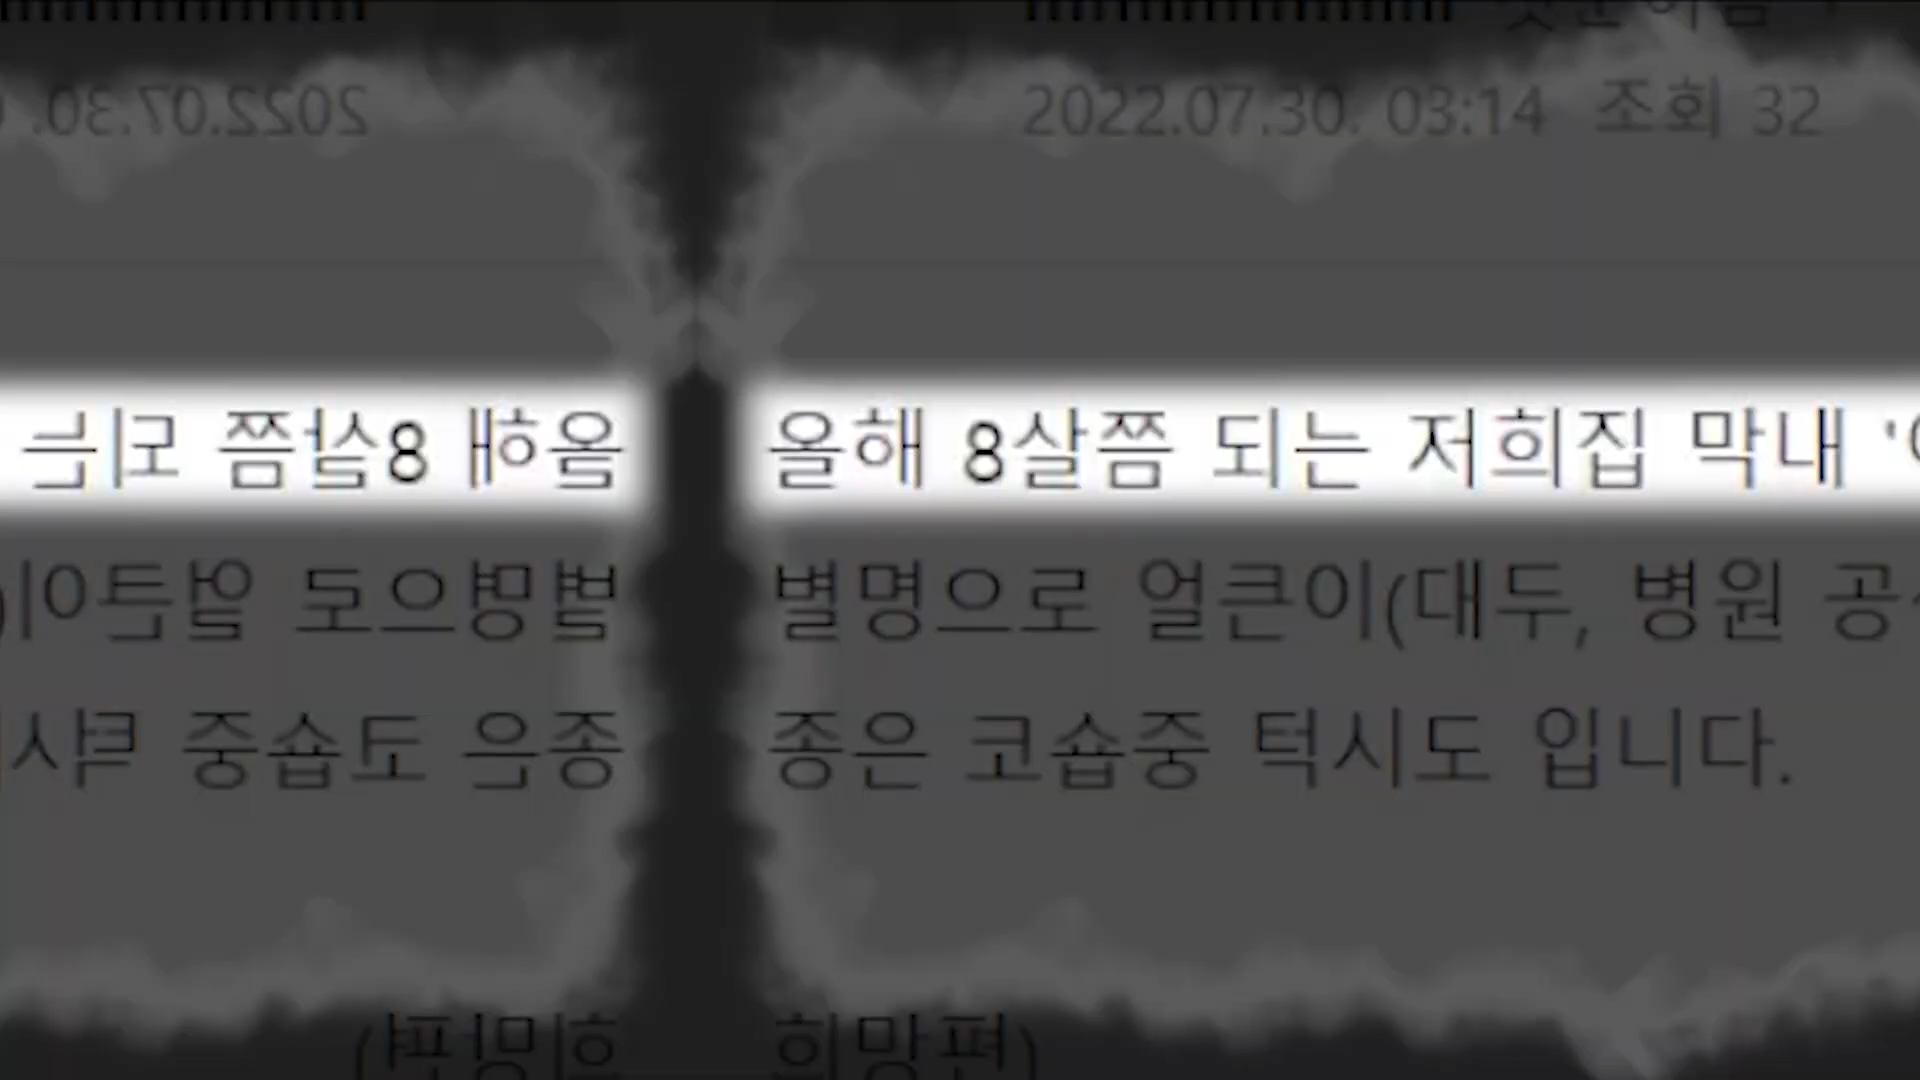 2022.07.30. 03:14 조회 32
올해 8살쯤 되는 저희집 막내
별명으로 얼큰이(대두, 병원
종은 코숏중 턱시도 입니다.
희망편)